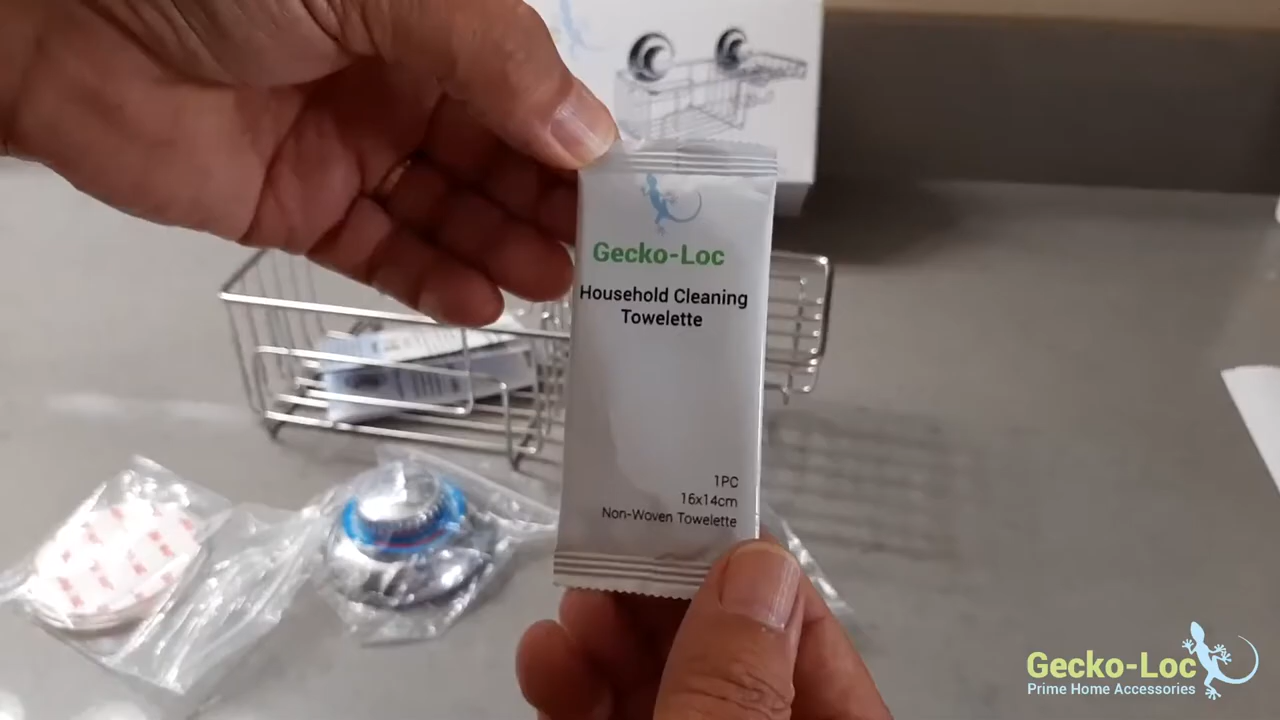 Gecko-Loc
Household Cleaning
Towelette
1PC
16x14cm
Non-Woven Towelette
Gecko-Loc
Prime Home Accessories